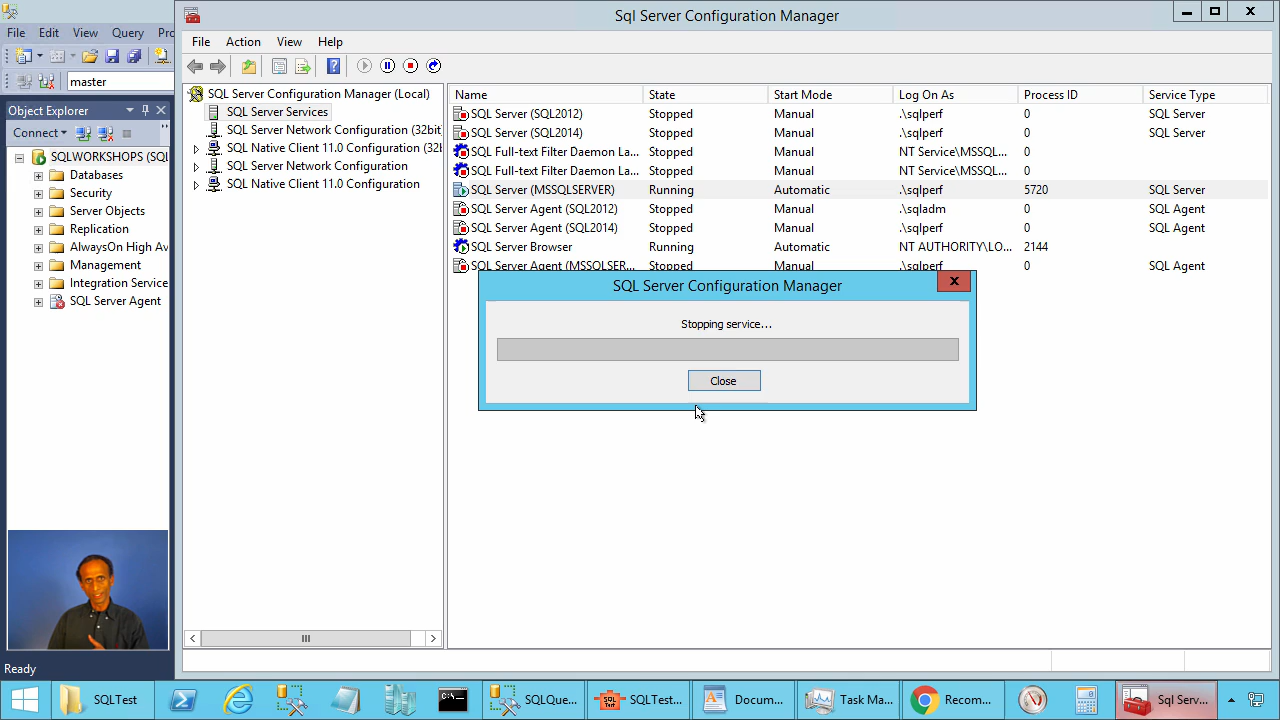 Sql Server Configuration Manager
File Edit View Query Pro
File Action View Help
master
Object Explorer
Connect
SQLWORKSHOPS (SQL
Databases
Security
Server Objects
Replication
AlwaysOn High Av
Management
Integration Service
SQL Server Agent
SQL Server Configuration Manager (Local)
SQL Server Services
SQL Server Network Configuration (32bit
SQL Native Client 11.0 Configuration (32b
SQL Server Network Configuration
SQL Native Client 11.0 Configuration
Name State Start Mode Log On As Process ID Service Type
SQL Server (SQL2012) Stopped Manual .\sqlperf 0 SQL Server
SQL Server (SQL2014) Stopped Manual .\sqlperf 0 SQL Server
SQL Full-text Filter Daemon La... Stopped Manual NT Service\MSSQL... 0
SQL Full-text Filter Daemon La... Stopped Manual NT Service\MSSQL... 0
SQL Server (MSSQLSERVER) Running Automatic .\sqlperf 5720 SQL Server
SQL Server Agent (SQL2012) Stopped Manual .\sqladm 0 SQL Agent
SQL Server Agent (SQL2014) Stopped Manual .\sqlperf 0 SQL Agent
SQL Server Browser Running Automatic NT AUTHORITY\LO... 2144
SQL Server Agent (MSSQLSER... Stopped Manual .\sqlperf 0 SQL Agent
SQL Server Configuration Manager
Stopping service...
Close
Ready
SQLTest SQLQue... SQLTest... Docum... Task Ma... Recom... Sql Serv...